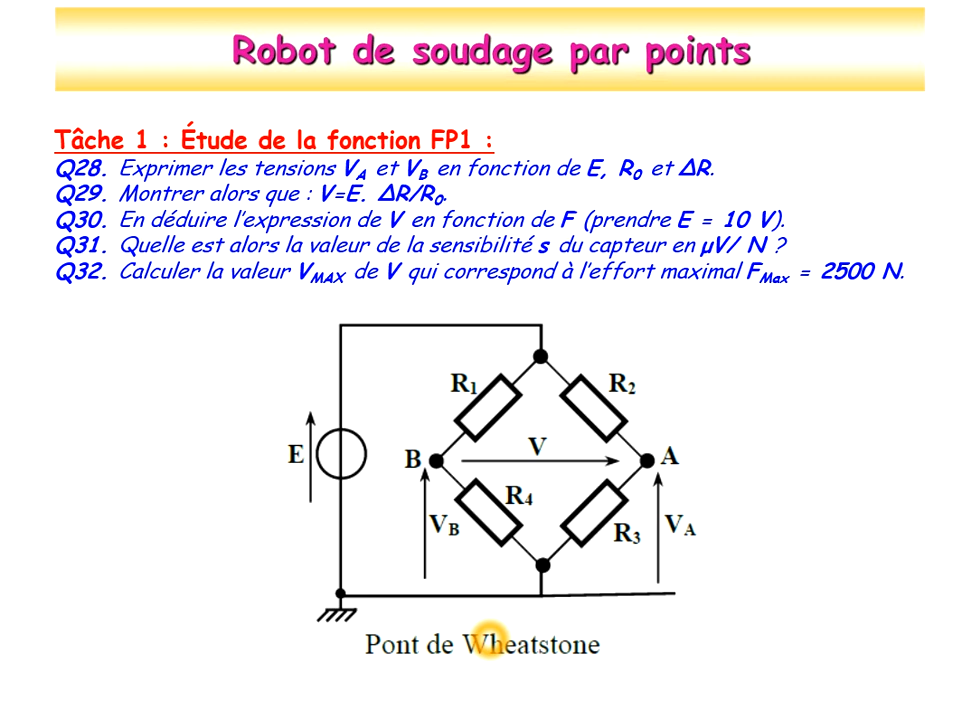 Robot de soudage par points
Tâche 1 : Étude de la fonction FP1 :
Q28. Exprimer les tensions VA et VB en fonction de E, R0 et ΔR.
Q29. Montrer alors que : V=E. ΔR/R0.
Q30. En déduire l'expression de V en fonction de F (prendre E = 10 V).
Q31. Quelle est alors la valeur de la sensibilité s du capteur en µV/ N ?
Q32. Calculer la valeur VMAX de V qui correspond à l'effort maximal FMax = 2500 N.
R1
R2
E
B
V
A
R4
VB
R3
VA
Pont de Wheatstone